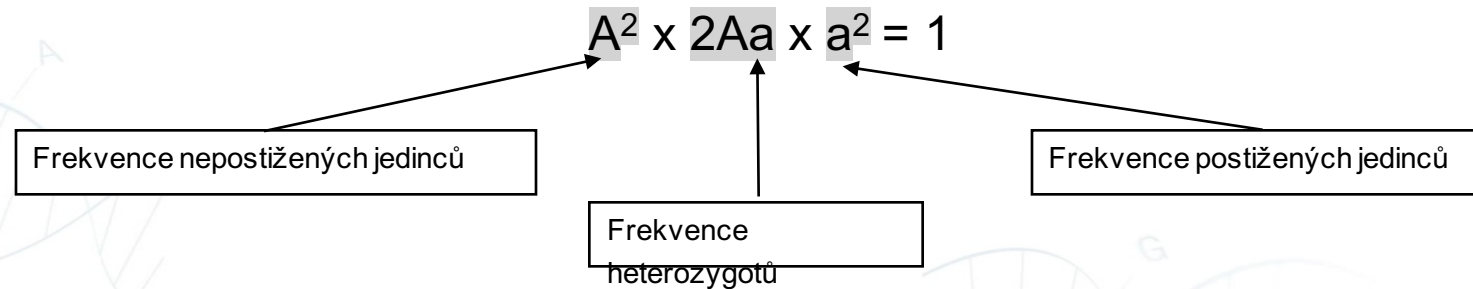 A
A² x 2Aa x a² = 1
Frekvence nepostižených jedinců
Frekvence postižených jedinců
Frekvence
heterozygotů
G